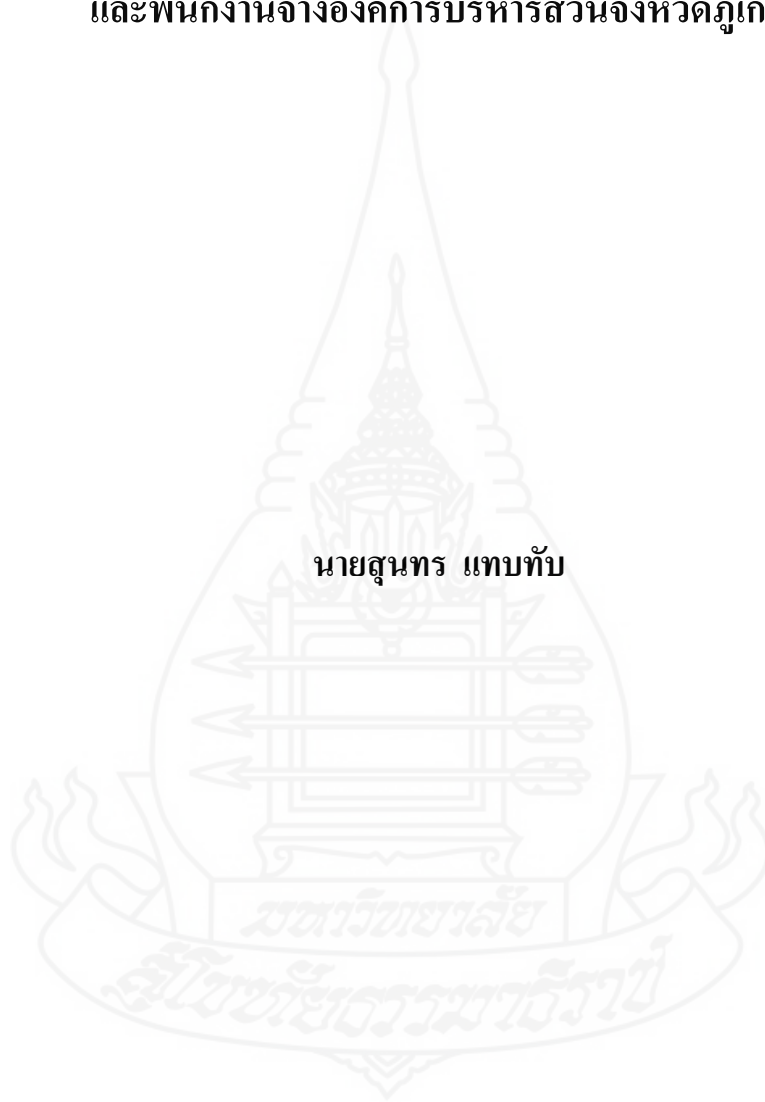 และพนักงานจ้างองค์การบริหารส่วนจังหวัดภูเก็
นายสุนทร แทบทับ
มหาวิทยาลัย
สุโขทัยธรรมาธิราช